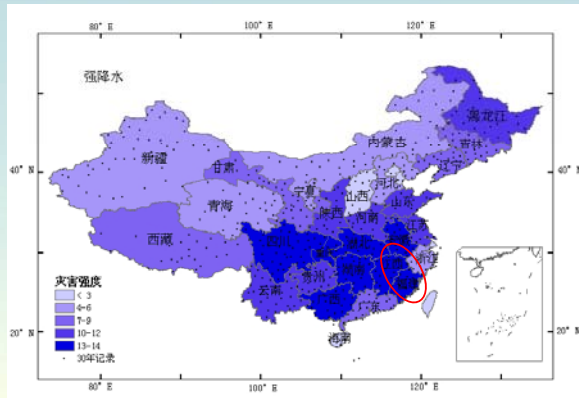 80° E 100° E 120° E
强降水
黑龙江
内蒙古 吉林
新疆 辽宁
甘肃
40° N 40° N
河北
宁夏 山西 山东
青海
陕西 河南
江苏
西藏 四川 湖北 安徽
浙江
湖南
贵州 福建
灾害强度
< 3
云南
4-6 广西 广东
7-9
10-12
13-14
20° N 20° N
30年记录 海南
80° E 100° E 120° E